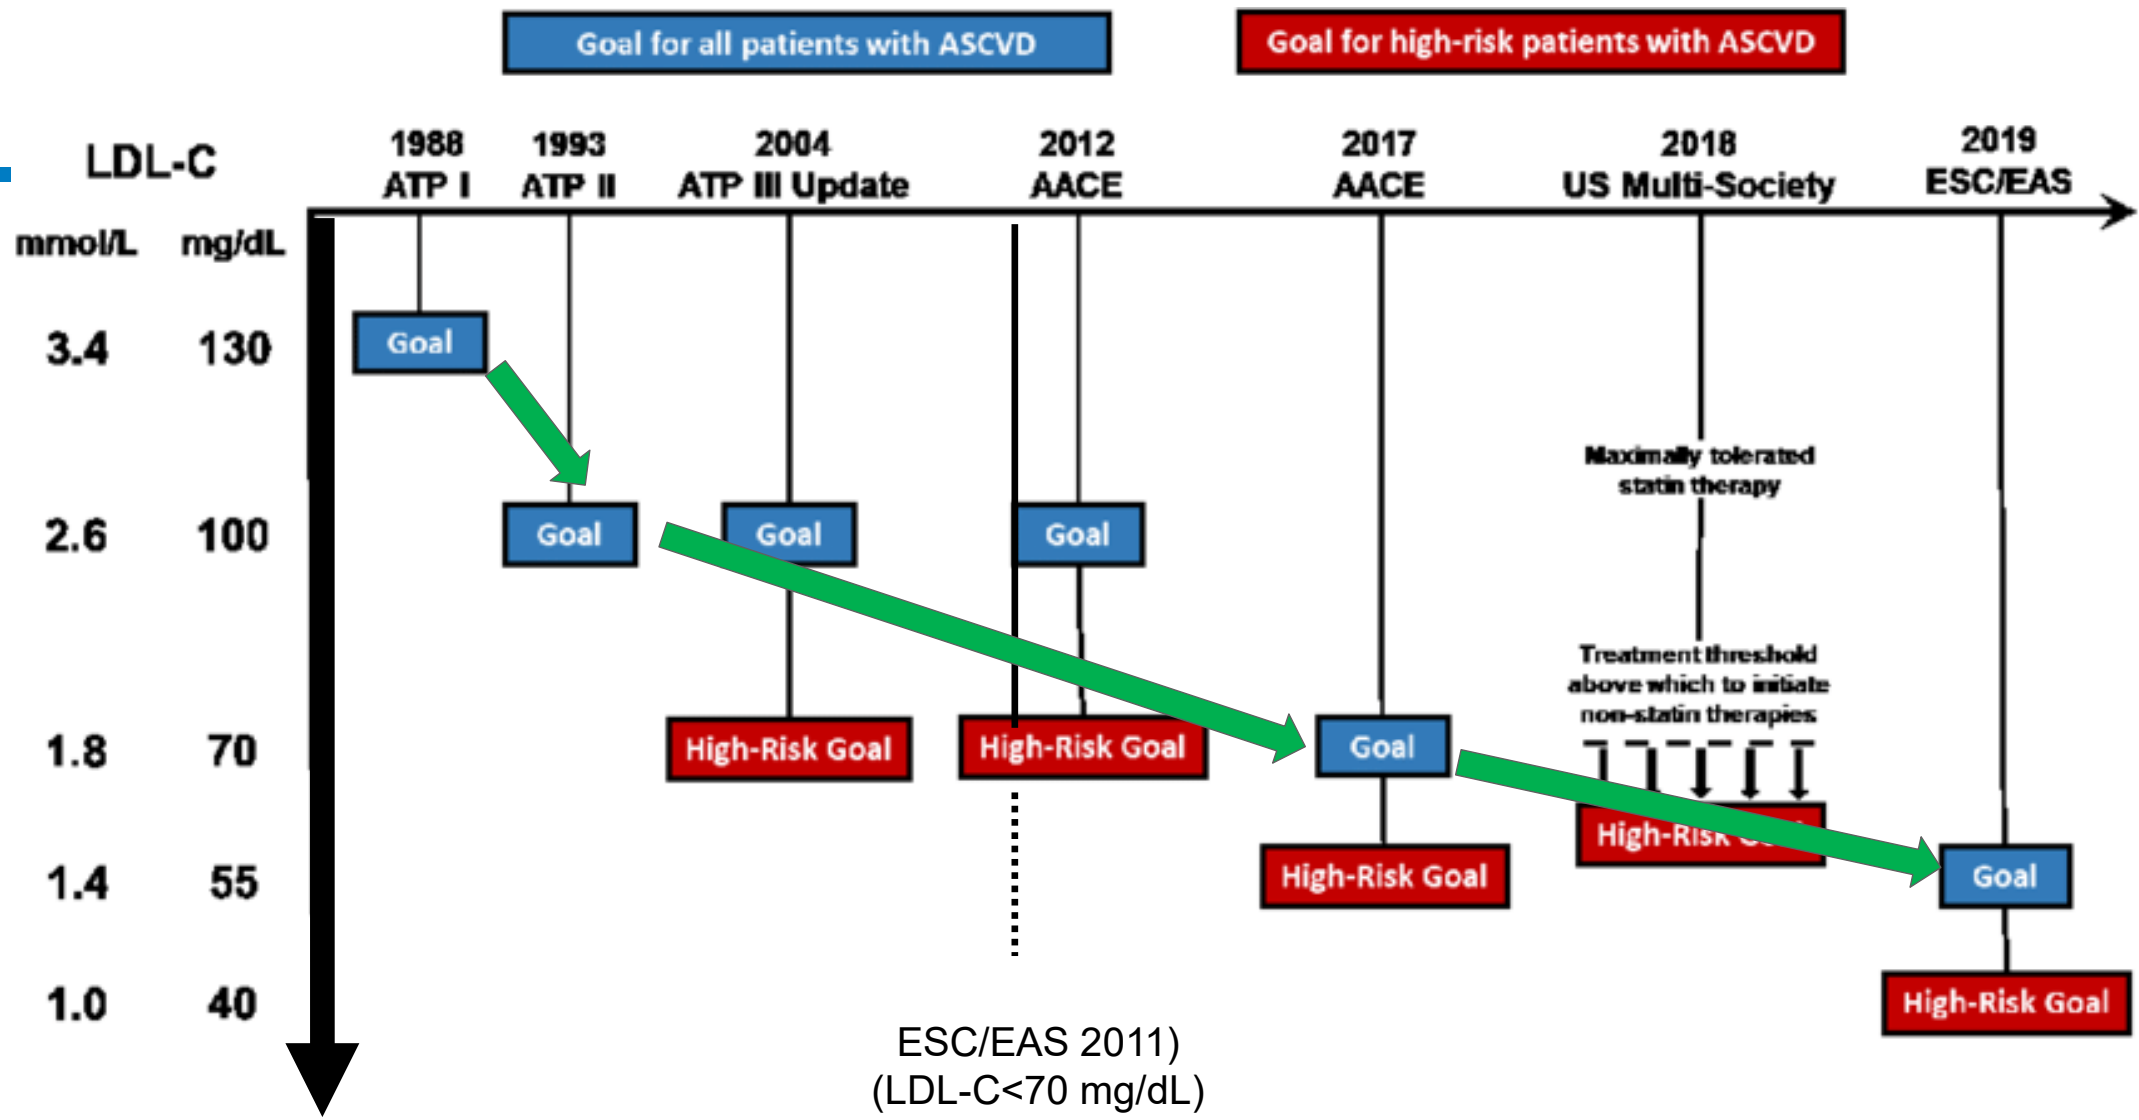 Goal for all patients with ASCVD
Goal for high-risk patients with ASCVD
LDL-C
1988
ATP I
1993
ATP II
2004
ATP III Update
2012
AACE
2017
AACE
2018
US Multi-Society
2019
ESC/EAS
mmol/L mg/dL
3.4 130
Goal
Maximally tolerated
statin therapy
2.6 100
Goal
Goal
Goal
Treatment threshold
above which to initiate
non-statin therapies
1.8 70
High-Risk Goal
High-Risk Goal
Goal
High-Risk
1.4 55
High-Risk Goal
Goal
1.0 40
High-Risk Goal
ESC/EAS 2011)
(LDL-C<70 mg/dL)